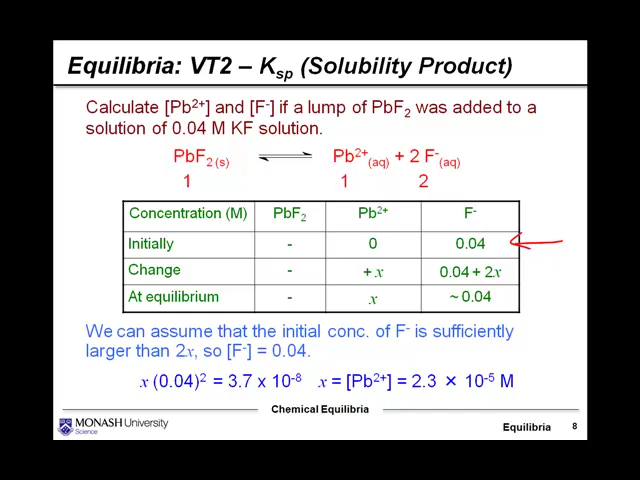 Equilibria: VT2 – Ksp (Solubility Product)
Calculate [Pb2+] and [F-] if a lump of PbF2 was added to a
solution of 0.04 M KF solution.
PbF2 (s) ⇌ Pb2+(aq) + 2 F-(aq)
1 1 2
Concentration (M) PbF2 Pb2+ F-
Initially - 0 0.04
Change - + x 0.04 + 2x
At equilibrium - x ~ 0.04
We can assume that the initial conc. of F- is sufficiently
larger than 2x, so [F-] = 0.04.
x (0.04)2 = 3.7 x 10-8 x = [Pb2+] = 2.3 × 10-5 M
Chemical Equilibria
MONASH University
Science
Equilibria 8